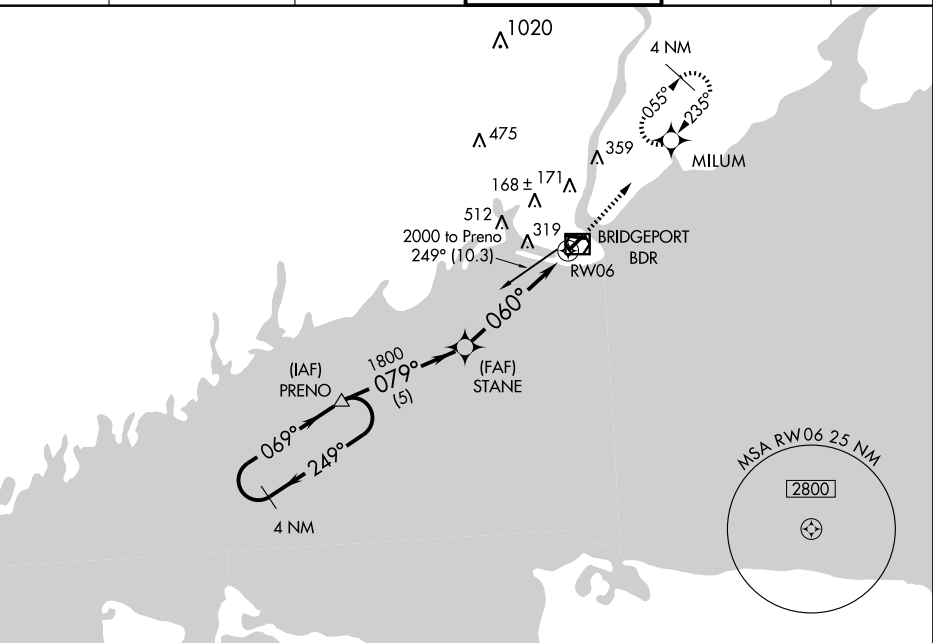 1020
4 NM
055°
235°
475
359
MILUM
168 ± 171
512
319
2000 to Preno
249° (10.3)
BRIDGEPORT
BDR
RW06
060°
1800
079°
(5)
(IAF)
PRENO
(FAF)
STANE
069°
249°
4 NM
MSA RW06 25 NM
2800